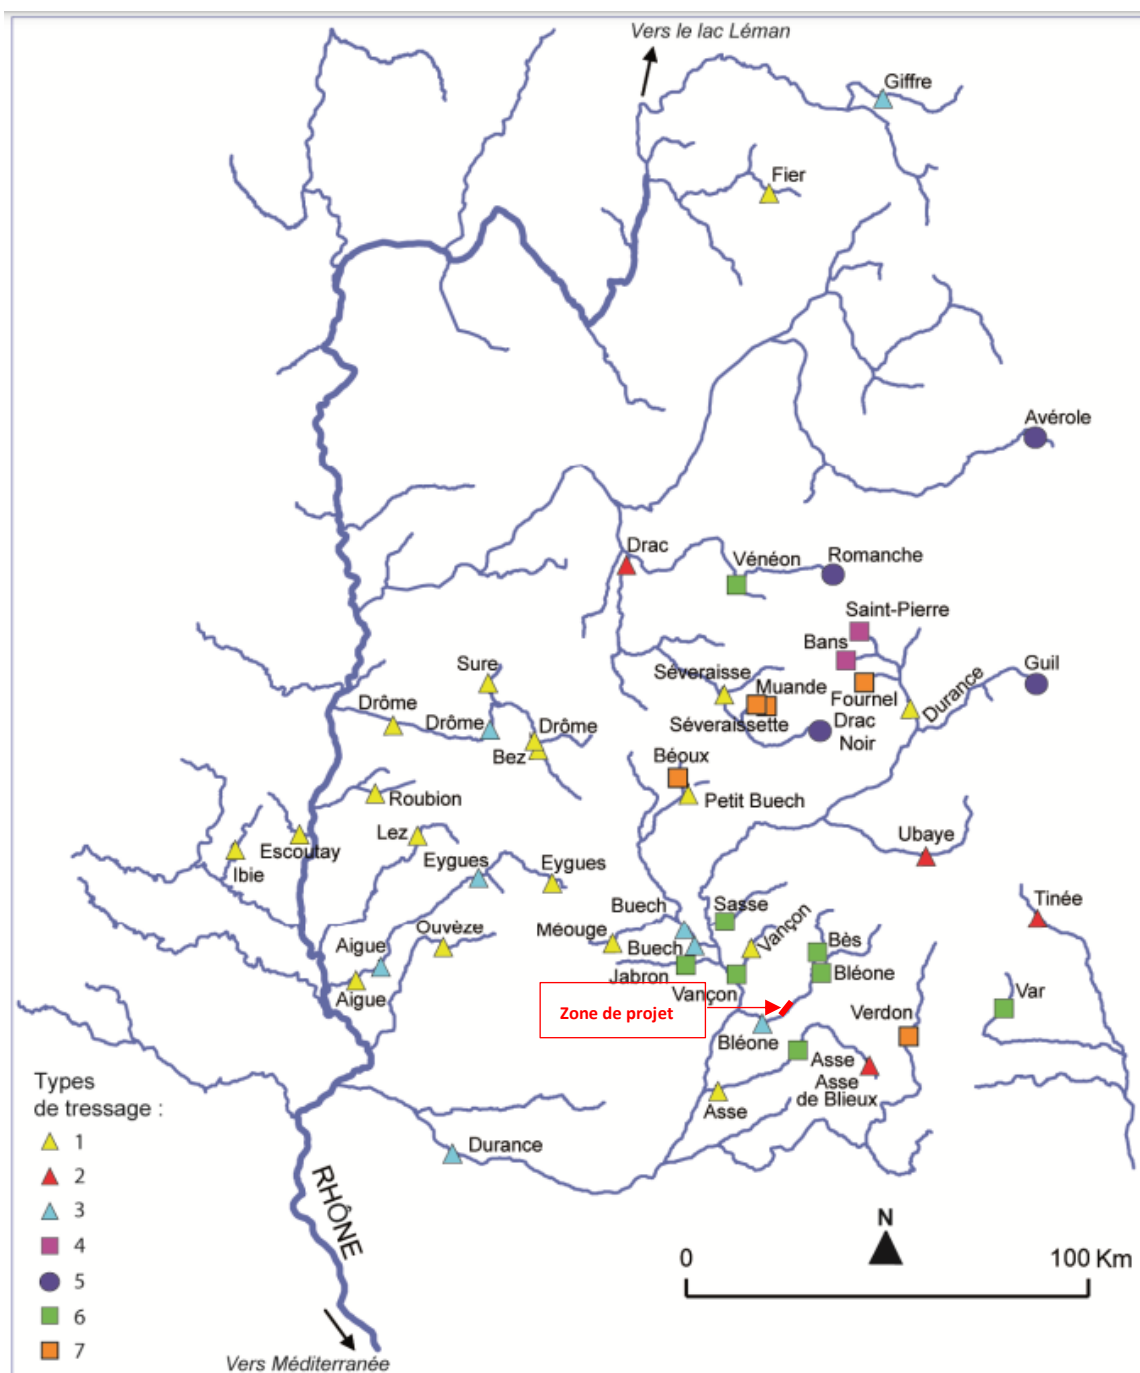 Vers le lac Léman
Giffre
Fier
Avérole
Drac
Vénéon
Romanche
Saint-Pierre
Bans
Sure
Séveraisse
Muande
Fournel
Durance
Guil
Drôme
Drôme
Drôme
Séveraissette
Drac
Noir
Bez
Béoux
Petit Buech
Roubion
Lez
Ubaye
Escoutay
Ibie
Eygues
Eygues
Buech
Sasse
Tinée
Méouge
Ouvèze
Vançon
Aigue
Buech
Bès
Jabron
Bléone
Aigue
Vançon
Var
Zone de projet
Verdon
Bléone
Asse
Asse
de Blieux
Asse
Types
de tressage :
1
2
3
4
5
6
7
Durance
RHÔNE
N
0
100 Km
Vers Méditerranée